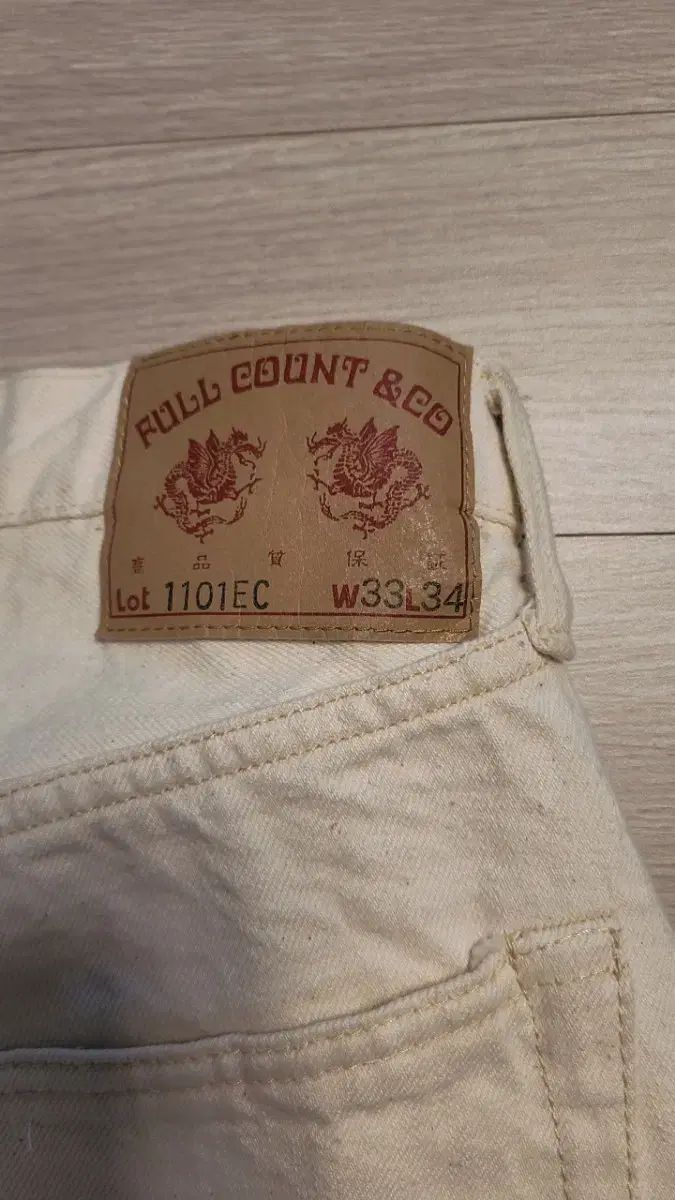 FULL COUNT & CO
品 質 保 証
Lot 1101EC W33L34